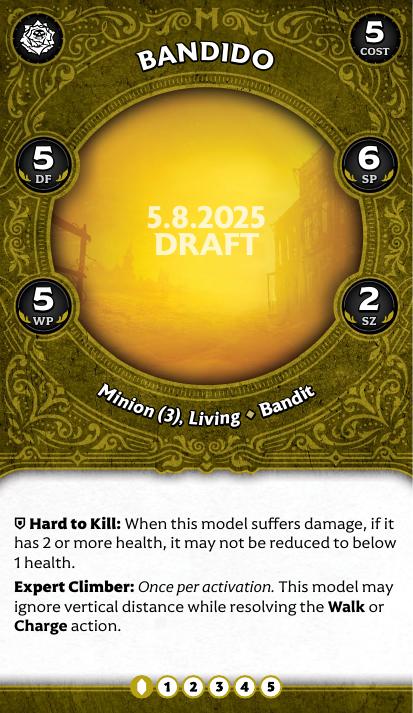 5
COST
BANDIDO
5
DF
6
SP
5.8.2025
DRAFT
5
WP
2
SZ
Minion (3), Living ⬥ Bandit
Hard to Kill: When this model suffers damage, if it
has 2 or more health, it may not be reduced to below
1 health.
Expert Climber: Once per activation. This model may
ignore vertical distance while resolving the Walk or
Charge action.
1 2 3 4 5